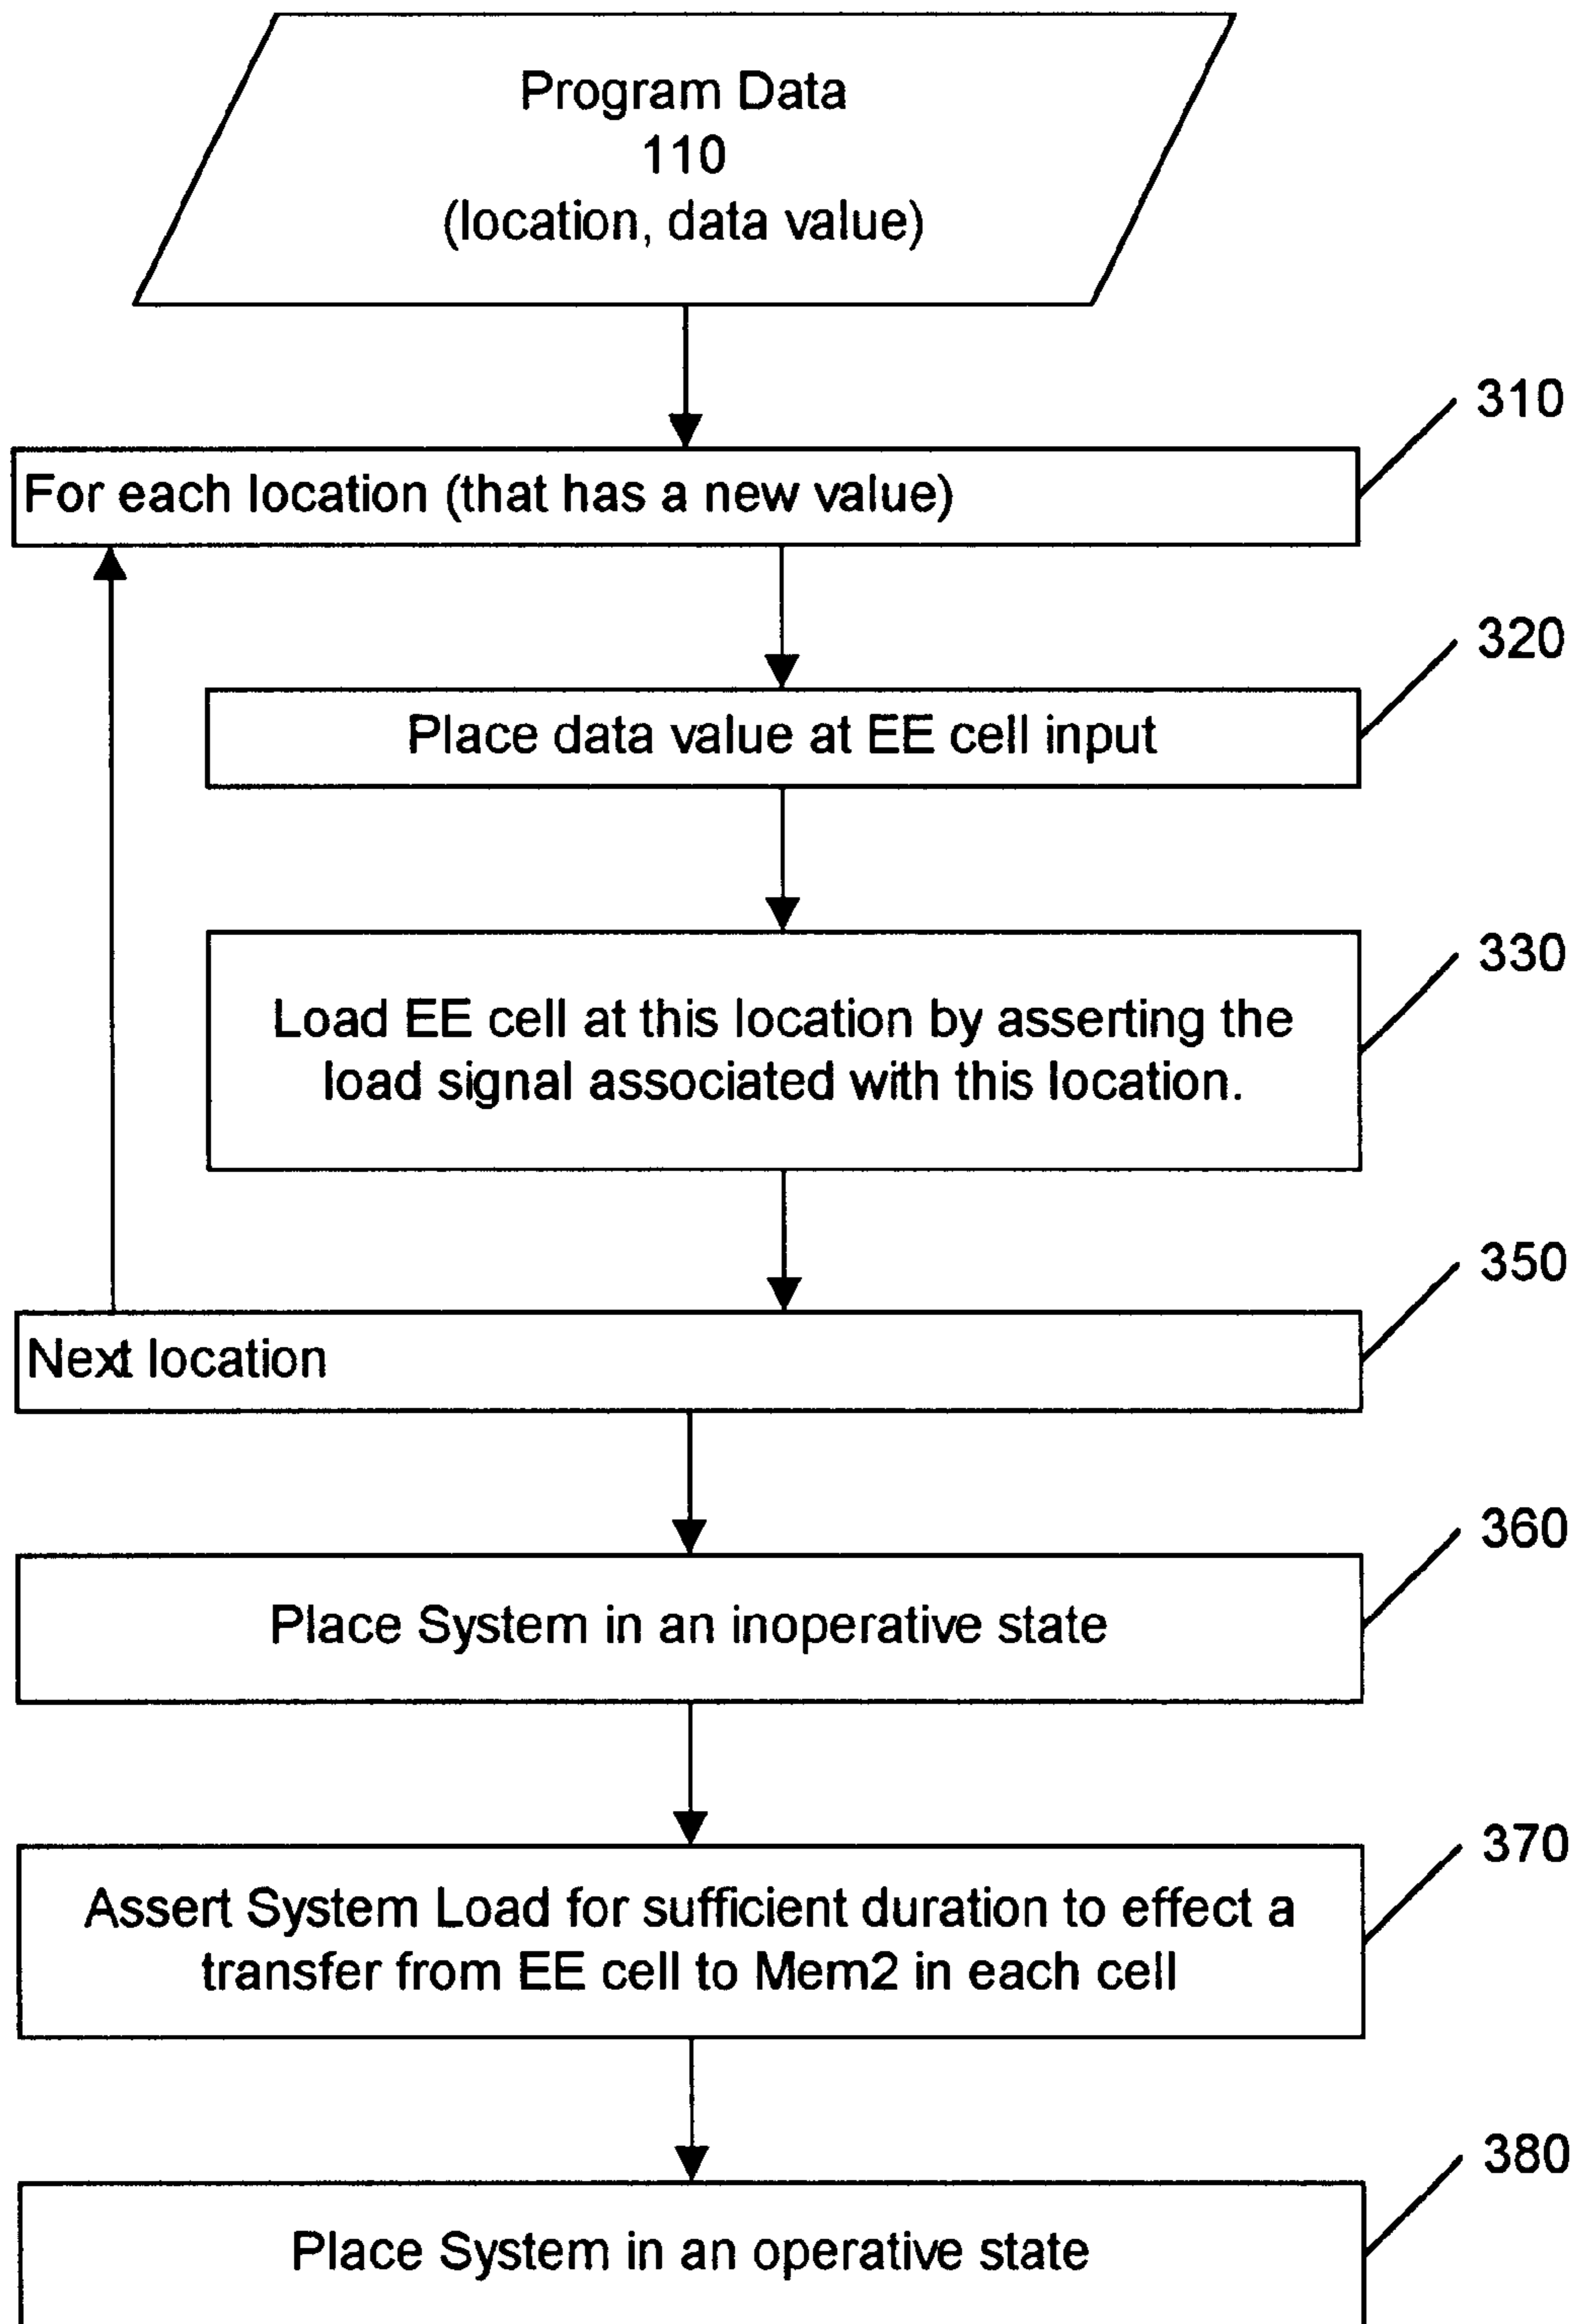 Program Data
110
(location, data value)
310
For each location (that has a new value)
320
Place data value at EE cell input
330
Load EE cell at this location by asserting the
load signal associated with this location.
350
Next location
360
Place System in an inoperative state
370
Assert System Load for sufficient duration to effect a
transfer from EE cell to Mem2 in each cell
380
Place System in an operative state